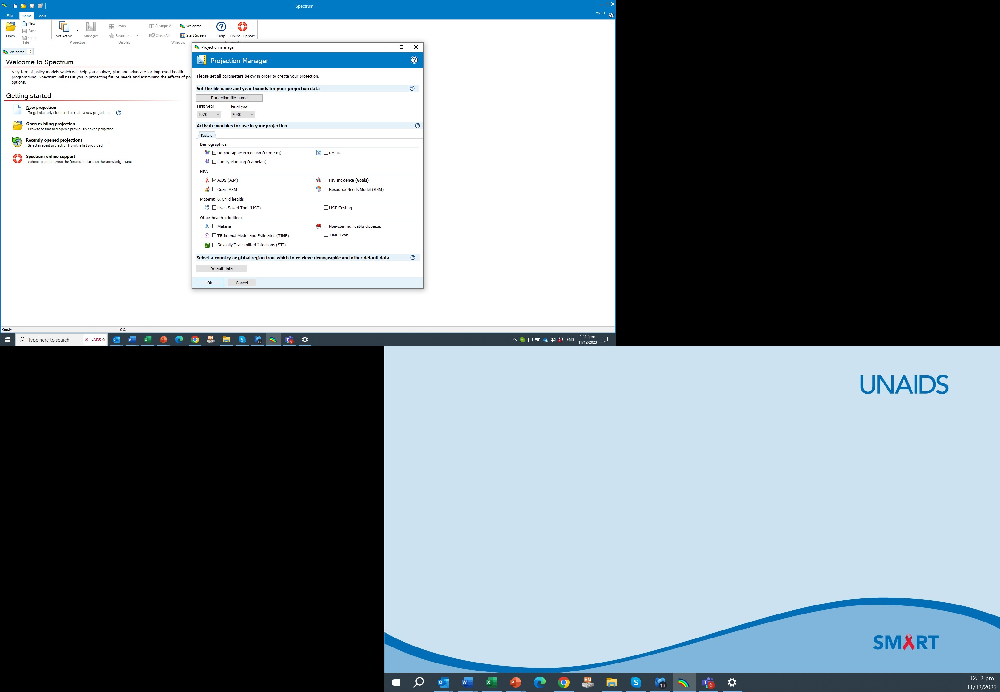 Spectrum
v6.31
File Home Tools
Open
New
Save
Close
File
Set Active
Manager
Projection
Group
Favorites
Display
Arrange All
Close All
Welcome
Start Screen
Window
Help
Online Support
Welcome
Welcome to Spectrum
A system of policy models which will help you analyze, plan and advocate for improved health
programming. Spectrum will assist you in projecting future needs and examining the effects of pol
options.
Getting started
New projection
To get started, click here to create a new projection
Open existing projection
Browse to find and open a previously saved projection
Recently opened projections
Select a recent projection from the list provided
Spectrum online support
Submit a request, visit the forums and access the knowledge base
Projection manager
Projection Manager
Please set all parameters below in order to create your projection.
Set the file name and year bounds for your projection data
Projection file name
First year Final year
1970 2030
Activate modules for use in your projection
Sectors
Demographics:
Demographic Projection (DemProj) RAPID
Family Planning (FamPlan)
HIV:
AIDS (AIM) HIV Incidence (Goals)
Goals ASM Resource Needs Model (RNM)
Maternal & Child health:
Lives Saved Tool (LiST) LiST Costing
Other health priorities:
Malaria Non-communicable diseases
TB Impact Model and Estimates (TIME) TIME Econ
Sexually Transmitted Infections (STI)
Select a country or global region from which to retrieve demographic and other default data
Default data
Ok Cancel
Ready 0%
Type here to search UNAIDS
EN
17
6
ENG
12:12 pm
11/12/2023
UNAIDS
SMART
EN
17
6
12:12 pm
11/12/2023